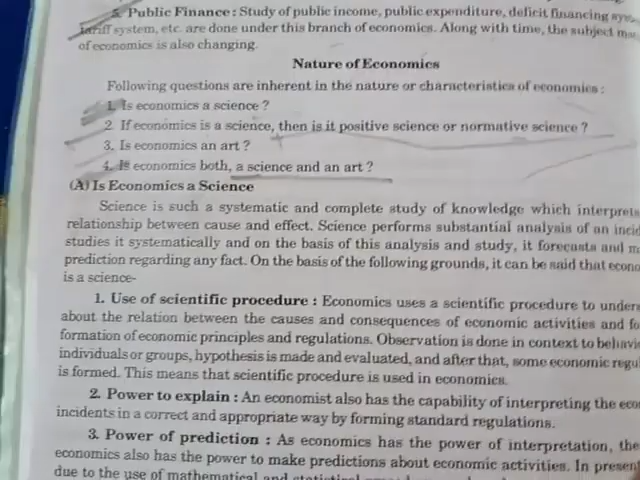 5. Public Finance : Study of public income, public expenditure, deficit financing
tariff system, etc. are done under this branch of economics. Along with time, the subject
of economics is also changing.
Nature of Economics
Following questions are inherent in the nature or characteristics of economics :
1. Is economics a science ?
2. If economics is a science, then is it positive science or normative science ?
3. Is economics an art ?
4. Is economics both, a science and an art ?
(A) Is Economics a Science
Science is such a systematic and complete study of knowledge which interprets
relationship between cause and effect. Science performs substantial analysis of an
studies it systematically and on the basis of this analysis and study, it forecasts and
prediction regarding any fact. On the basis of the following grounds, it can be said that
is a science-
1. Use of scientific procedure : Economics uses a scientific procedure to
about the relation between the causes and consequences of economic activities and
formation of economic principles and regulations. Observation is done in context to
individuals or groups, hypothesis is made and evaluated, and after that, some economic
is formed. This means that scientific procedure is used in economics.
2. Power to explain : An economist also has the capability of interpreting the
incidents in a correct and appropriate way by forming standard regulations.
3. Power of prediction : As economics has the power of interpretation, the
economics also has the power to make predictions about economic activities. In
due to the use of mathematical and